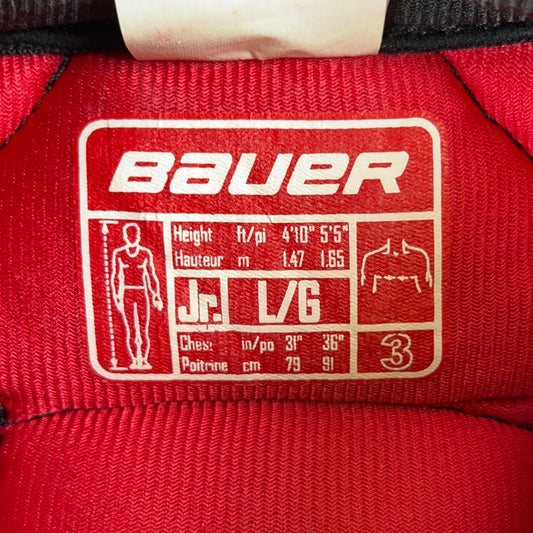 BAUER
Height ft/pi 4'10" 5'5"
Hauteur m 1.47 1.65
Jr. L/G
Chest in/po 31" 36"
Poitrine cm 79 91
3